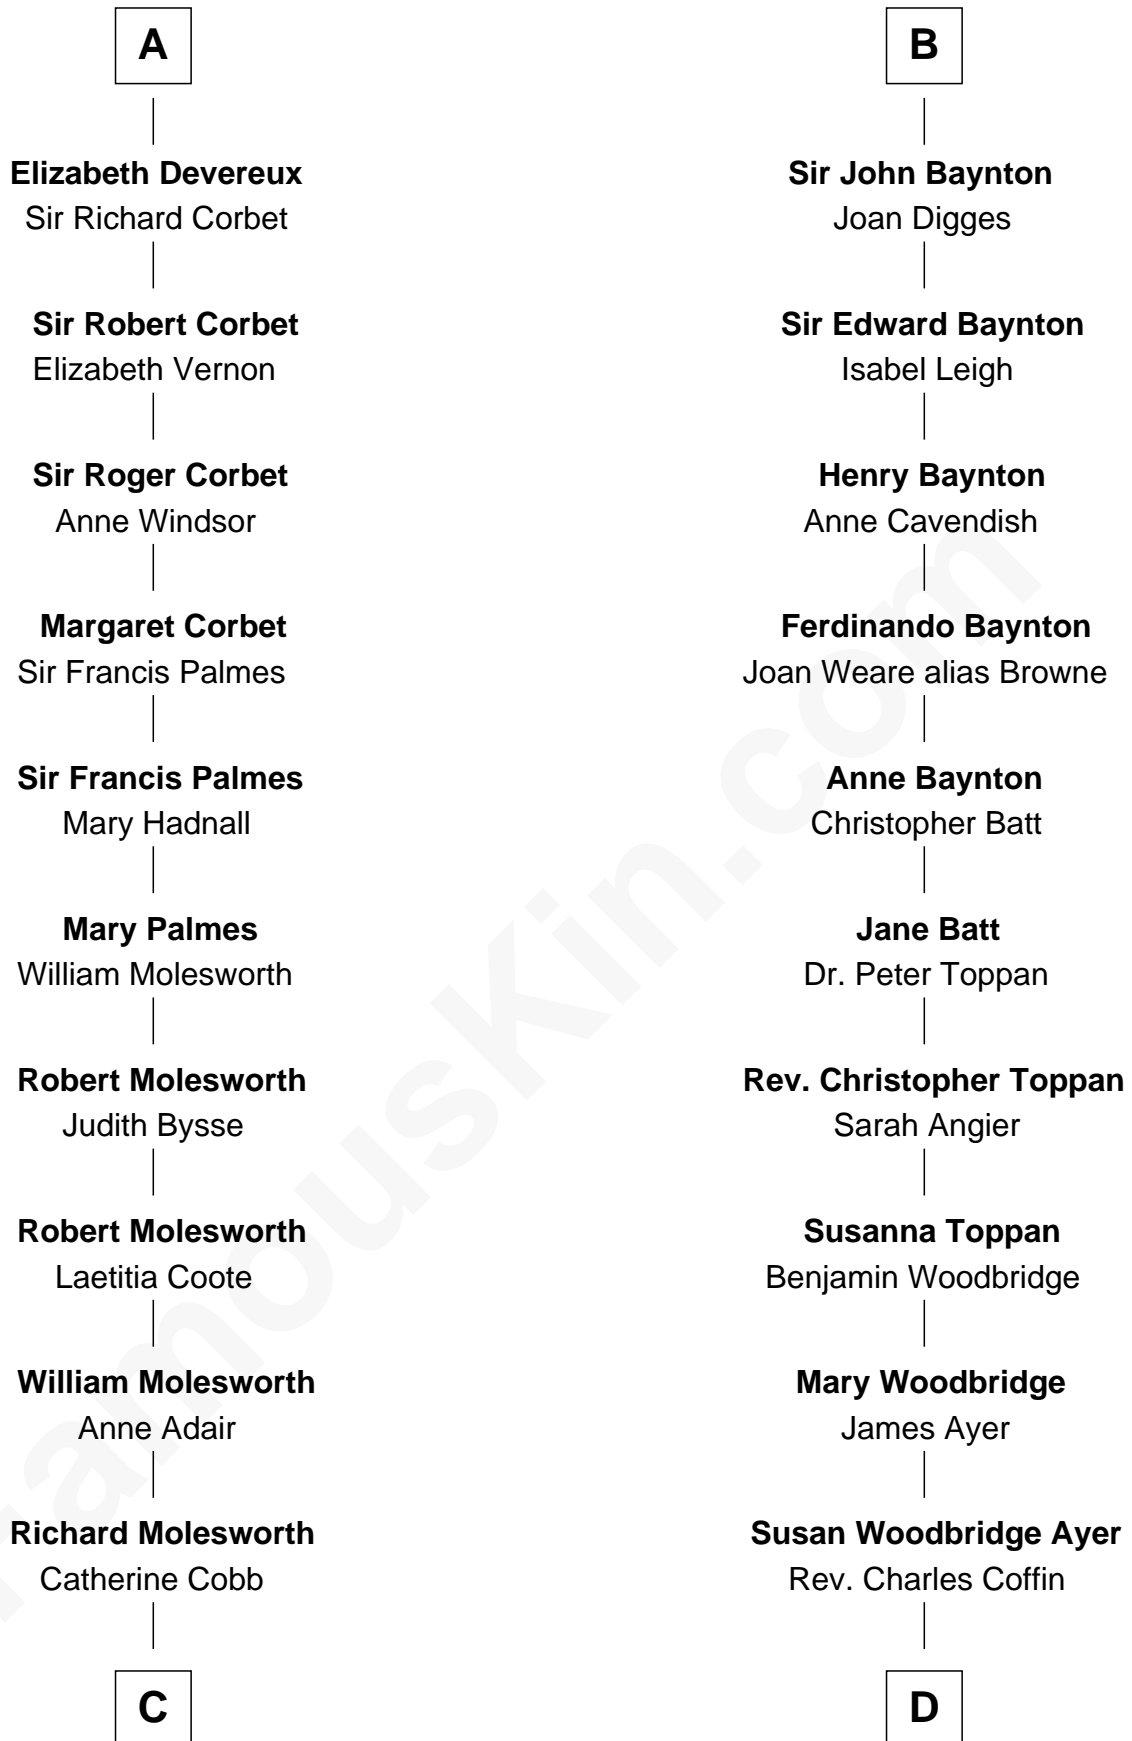 A
Elizabeth Devereux
Sir Richard Corbet
Sir Robert Corbet
Elizabeth Vernon
Sir Roger Corbet
Anne Windsor
Margaret Corbet
Sir Francis Palmes
Sir Francis Palmes
Mary Hadnall
Mary Palmes
William Molesworth
Robert Molesworth
Judith Bysse
Robert Molesworth
Laetitia Coote
William Molesworth
Anne Adair
Richard Molesworth
Catherine Cobb
C
B
Sir John Baynton
Joan Digges
Sir Edward Baynton
Isabel Leigh
Henry Baynton
Anne Cavendish
Ferdinando Baynton
Joan Weare alias Browne
Anne Baynton
Christopher Batt
Jane Batt
Dr. Peter Toppan
Rev. Christopher Toppan
Sarah Angier
Susanna Toppan
Benjamin Woodbridge
Mary Woodbridge
James Ayer
Susan Woodbridge Ayer
Rev. Charles Coffin
D
FamousKin.com